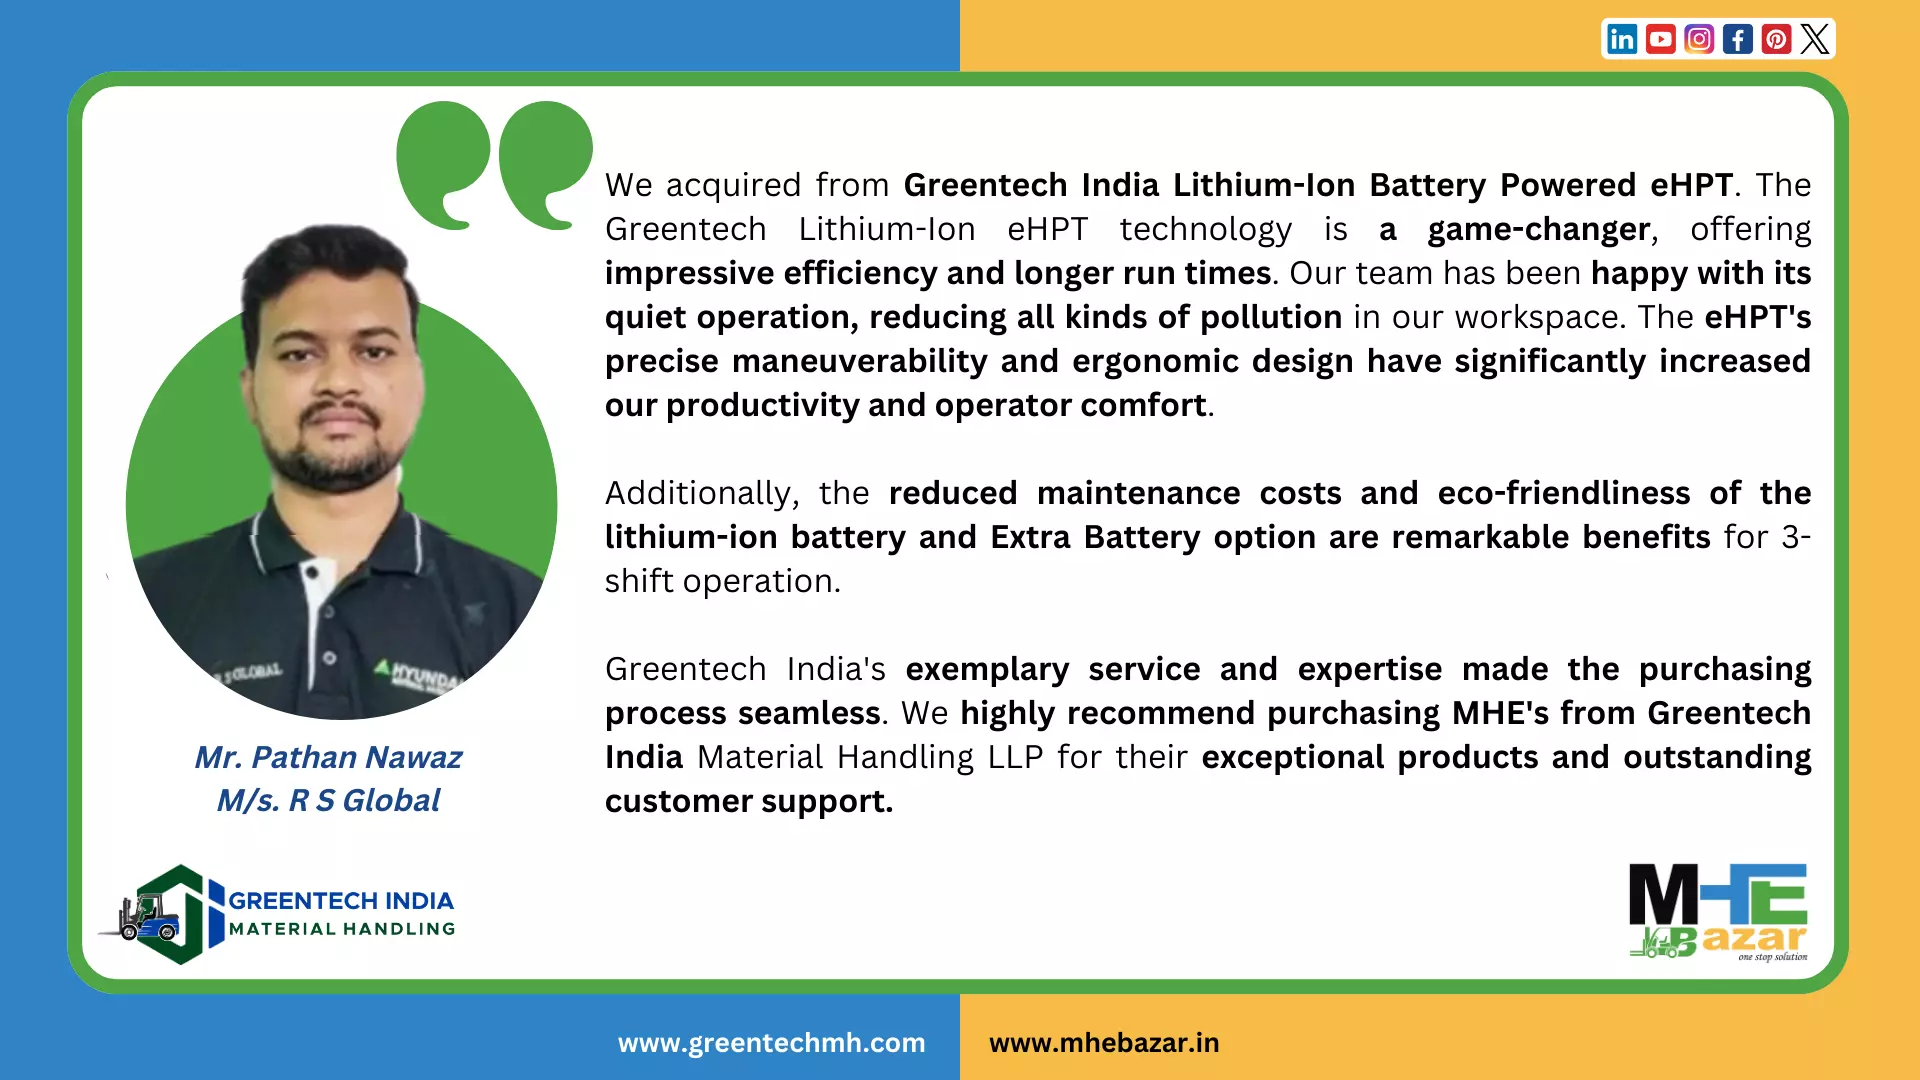 We acquired from Greentech India Lithium-Ion Battery Powered eHPT. The
Greentech Lithium-Ion eHPT technology is a game-changer, offering
impressive efficiency and longer run times. Our team has been happy with its
quiet operation, reducing all kinds of pollution in our workspace. The eHPT's
precise maneuverability and ergonomic design have significantly increased
our productivity and operator comfort.
Additionally, the reduced maintenance costs and eco-friendliness of the
lithium-ion battery and Extra Battery option are remarkable benefits for 3-
shift operation.
Greentech India's exemplary service and expertise made the purchasing
process seamless. We highly recommend purchasing MHE's from Greentech
India Material Handling LLP for their exceptional products and outstanding
customer support.
S GLOBAL
HYUNDA
Mr. Pathan Nawaz
M/s. R S Global
GREENTECH INDIA
MATERIAL HANDLING
MHE
Bazar
one stop solution
www.greentechmh.com
www.mhebazar.in